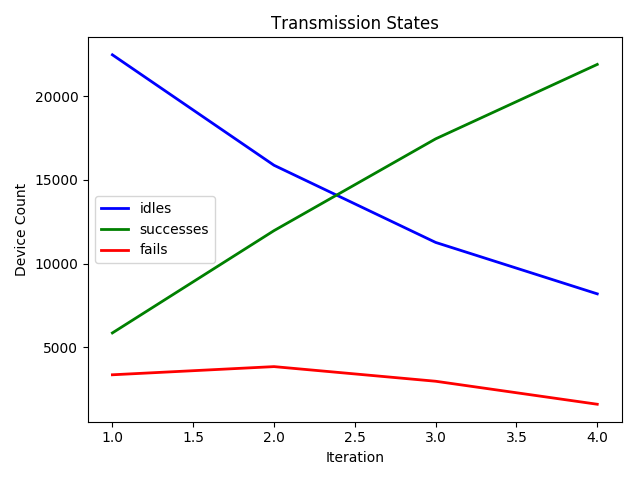 Transmission States
Device Count
20000
15000
10000
5000
idles
successes
fails
1.0 1.5 2.0 2.5 3.0 3.5 4.0
Iteration